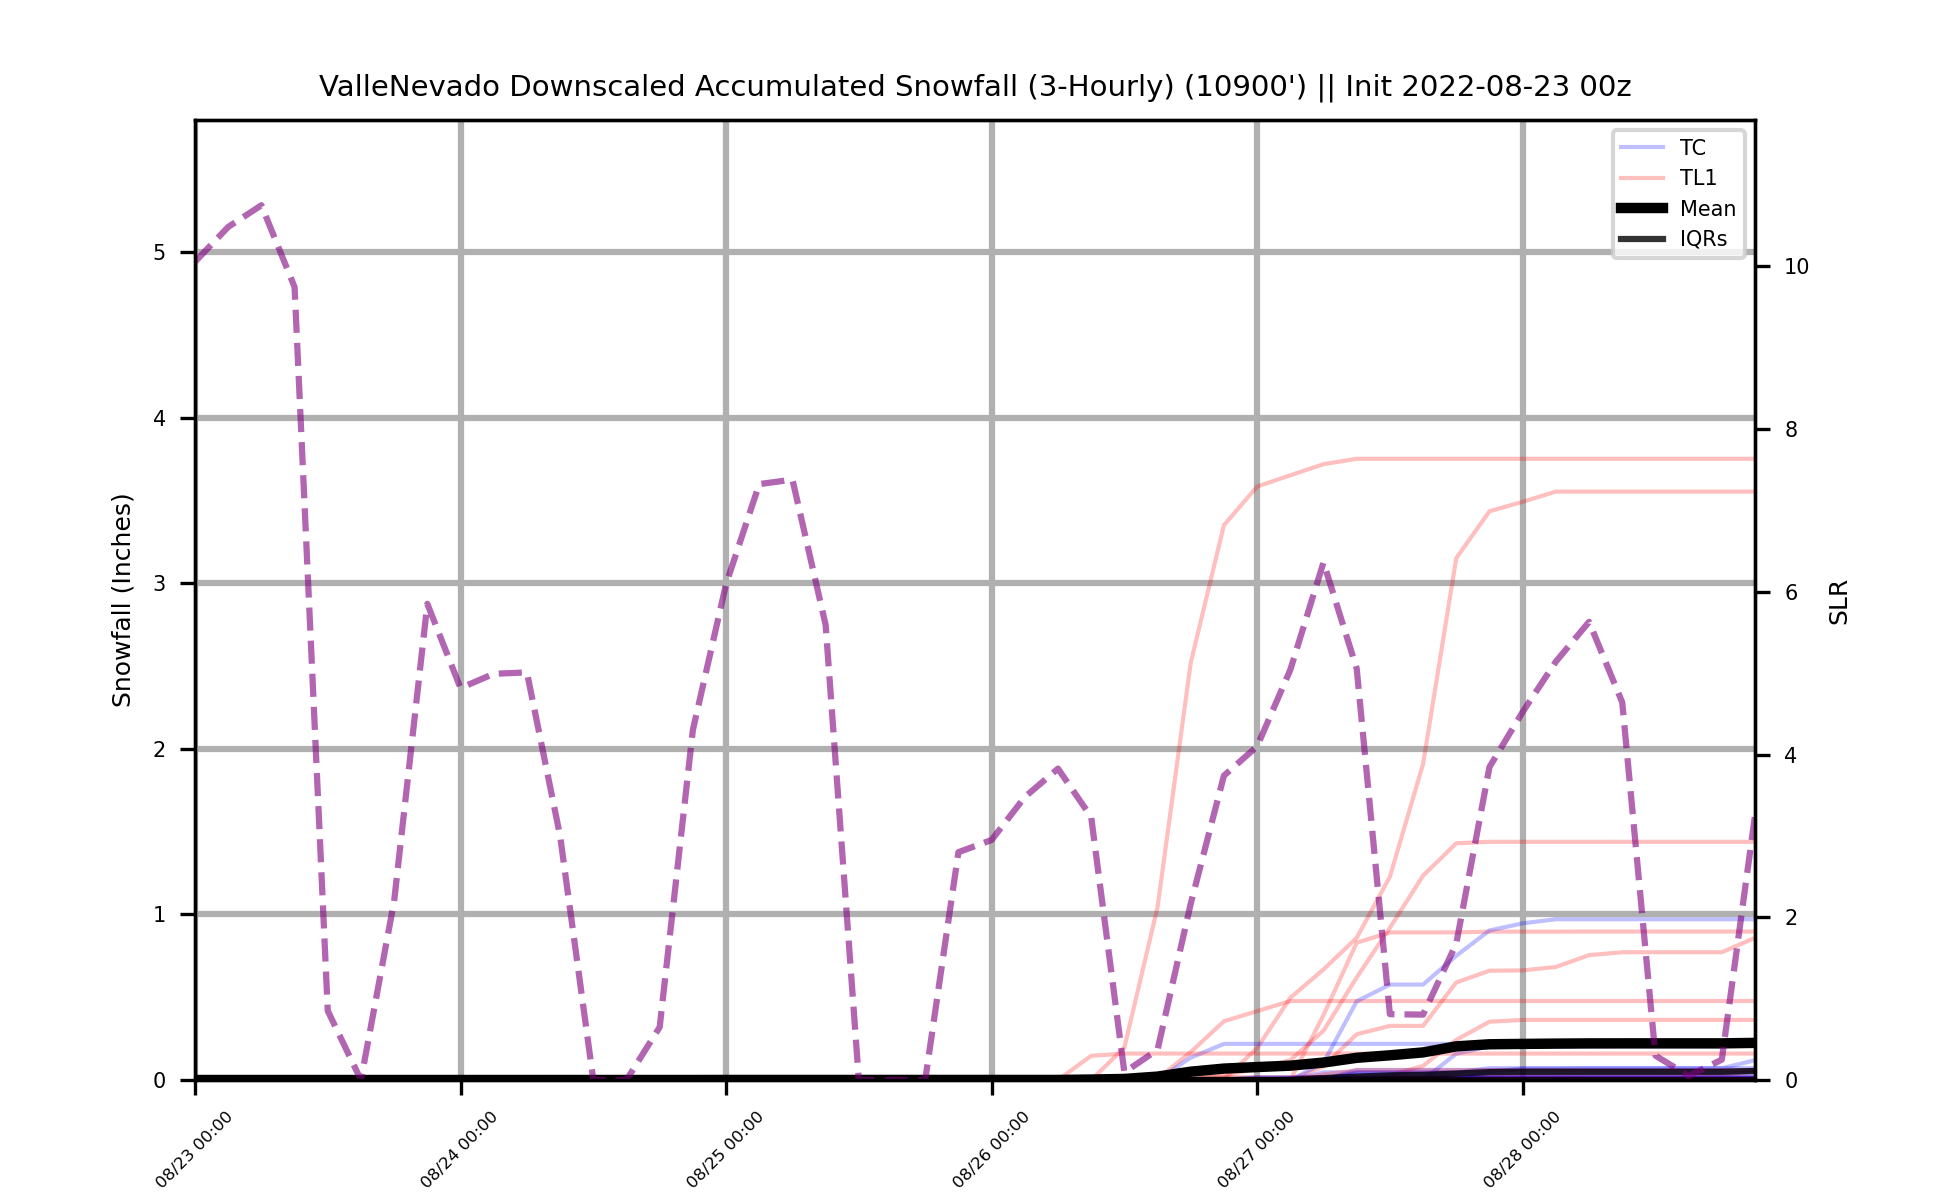 ValleNevado Downscaled Accumulated Snowfall (3-Hourly) (10900') || Init 2022-08-23 00z
TC
TL1
Mean
IQRs
Snowfall (Inches)
5
4
3
2
1
0
SLR
10
8
6
4
2
0
08/23 00:00
08/24 00:00
08/25 00:00
08/26 00:00
08/27 00:00
08/28 00:00